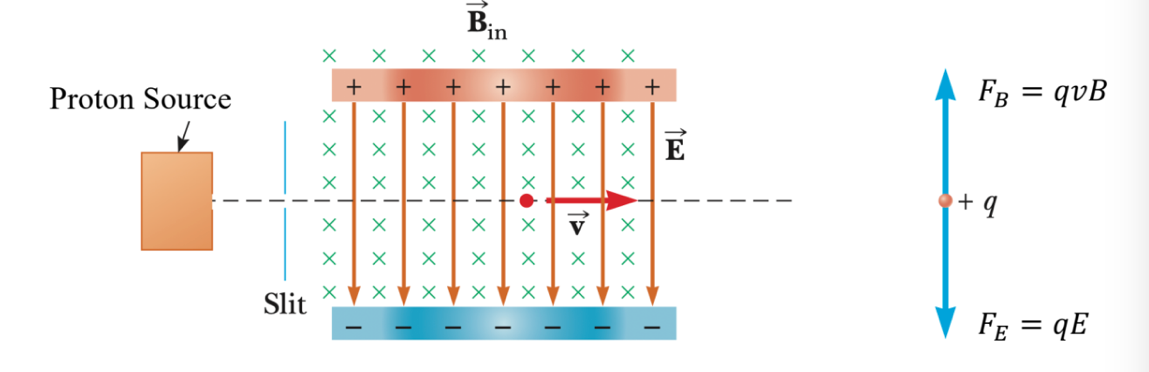 B⃗in
× × × × × × ×
+ + + + + + +
Proton Source
F_B = qvB
× × × × × × ×
× × × × × × ×
E⃗
× × × × × × ×
+ q
v⃗
× × × × × × ×
× × × × × × ×
× × × × × × ×
Slit
− − − − − − −
F_E = qE